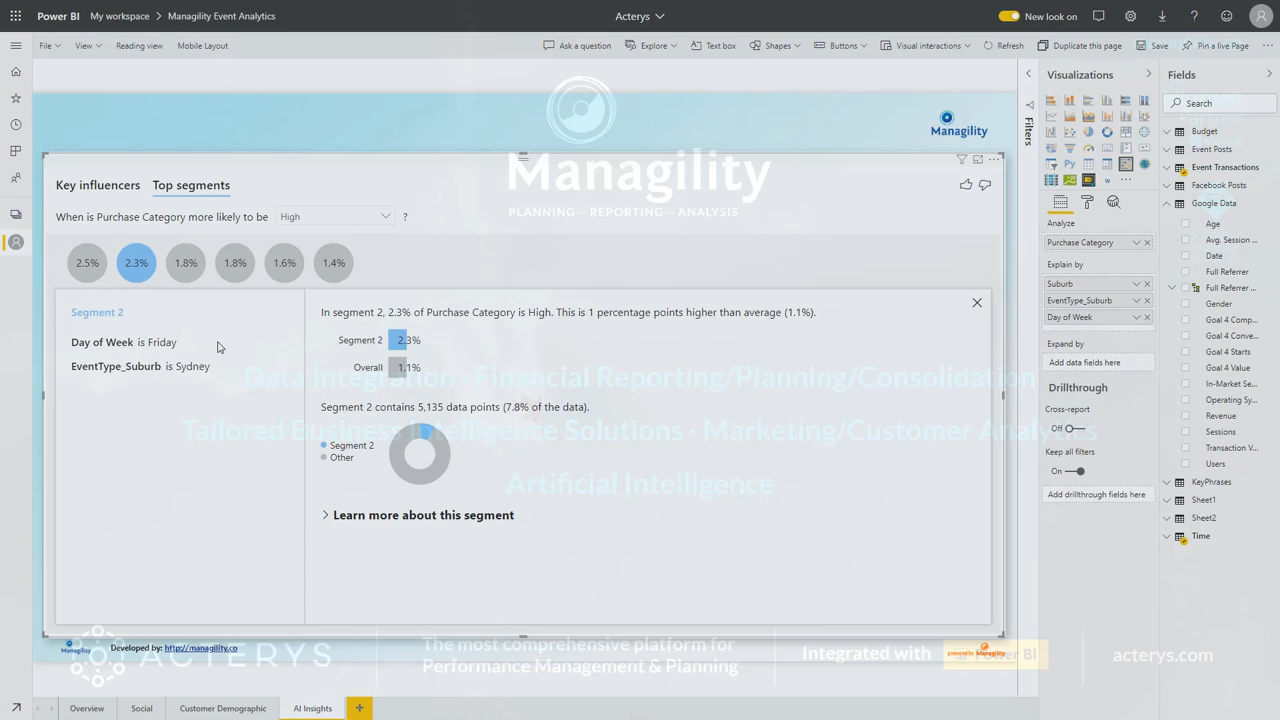 Power BI
My workspace > Managility Event Analytics
Acterys
New look on
File
View
Reading view
Mobile Layout
Ask a question
Explore
Text box
Shapes
Buttons
Visual interactions
Refresh
Duplicate this page
Save
Pin a live Page
Managility
Managility
PLANNING – REPORTING – ANALYSIS
Key influencers
Top segments
When is Purchase Category more likely to be
High
?
2.5%
2.3%
1.8%
1.8%
1.6%
1.4%
Segment 2
Day of Week is Friday
EventType_Suburb is Sydney
In segment 2, 2.3% of Purchase Category is High. This is 1 percentage points higher than average (1.1%).
Segment 2
2.3%
Overall
1.1%
Segment 2 contains 5,135 data points (7.8% of the data).
Segment 2
Other
Learn more about this segment
Data Integration - Financial Reporting/Planning/Consolidation
Tailored Business Intelligence Solutions - Marketing/Customer Analytics
Artificial Intelligence
Managility
Developed by: http://managility.co
ACTERYS
The most comprehensive platform for
Performance Management & Planning
Integrated with
Power BI
powered by Managility
acterys.com
Overview
Social
Customer Demographic
AI Insights
Filters
Visualizations
Py
Analyze
Purchase Category
Explain by
Suburb
EventType_Suburb
Day of Week
Expand by
Add data fields here
Drillthrough
Cross-report
Off
Keep all filters
On
Add drillthrough fields here
Fields
Search
Partner
Budget
Event Posts
Event Transactions
Facebook Posts
Google Data
Age
Avg. Session ...
Date
Full Referrer
Full Referrer ...
Gender
Goal 4 Comp...
Goal 4 Conve...
Goal 4 Starts
Goal 4 Value
In-Market Se...
Operating Sy...
Revenue
Sessions
Transaction V...
Users
KeyPhrases
Sheet1
Sheet2
Time